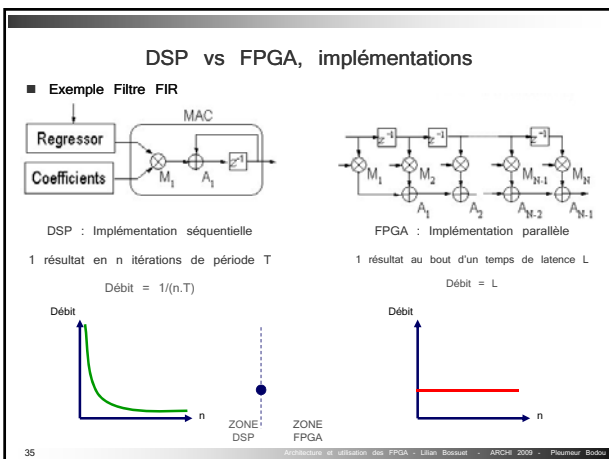 DSP vs FPGA, implémentations
■ Exemple Filtre FIR
MAC
Regressor
Coefficients
M1
A1
z-1
z-1
z-1
z-1
M1
M2
MN-1
MN
A1
A2
AN-2
AN-1
DSP : Implémentation séquentielle
1 résultat en n itérations de période T
Débit = 1/(n.T)
FPGA : Implémentation parallèle
1 résultat au bout d'un temps de latence L
Débit = L
Débit
n
ZONE
DSP
ZONE
FPGA
Débit
n
35
Architecture et utilisation des FPGA - Lilian Bossuet - ARCHI 2009 - Pleumeur Bodou